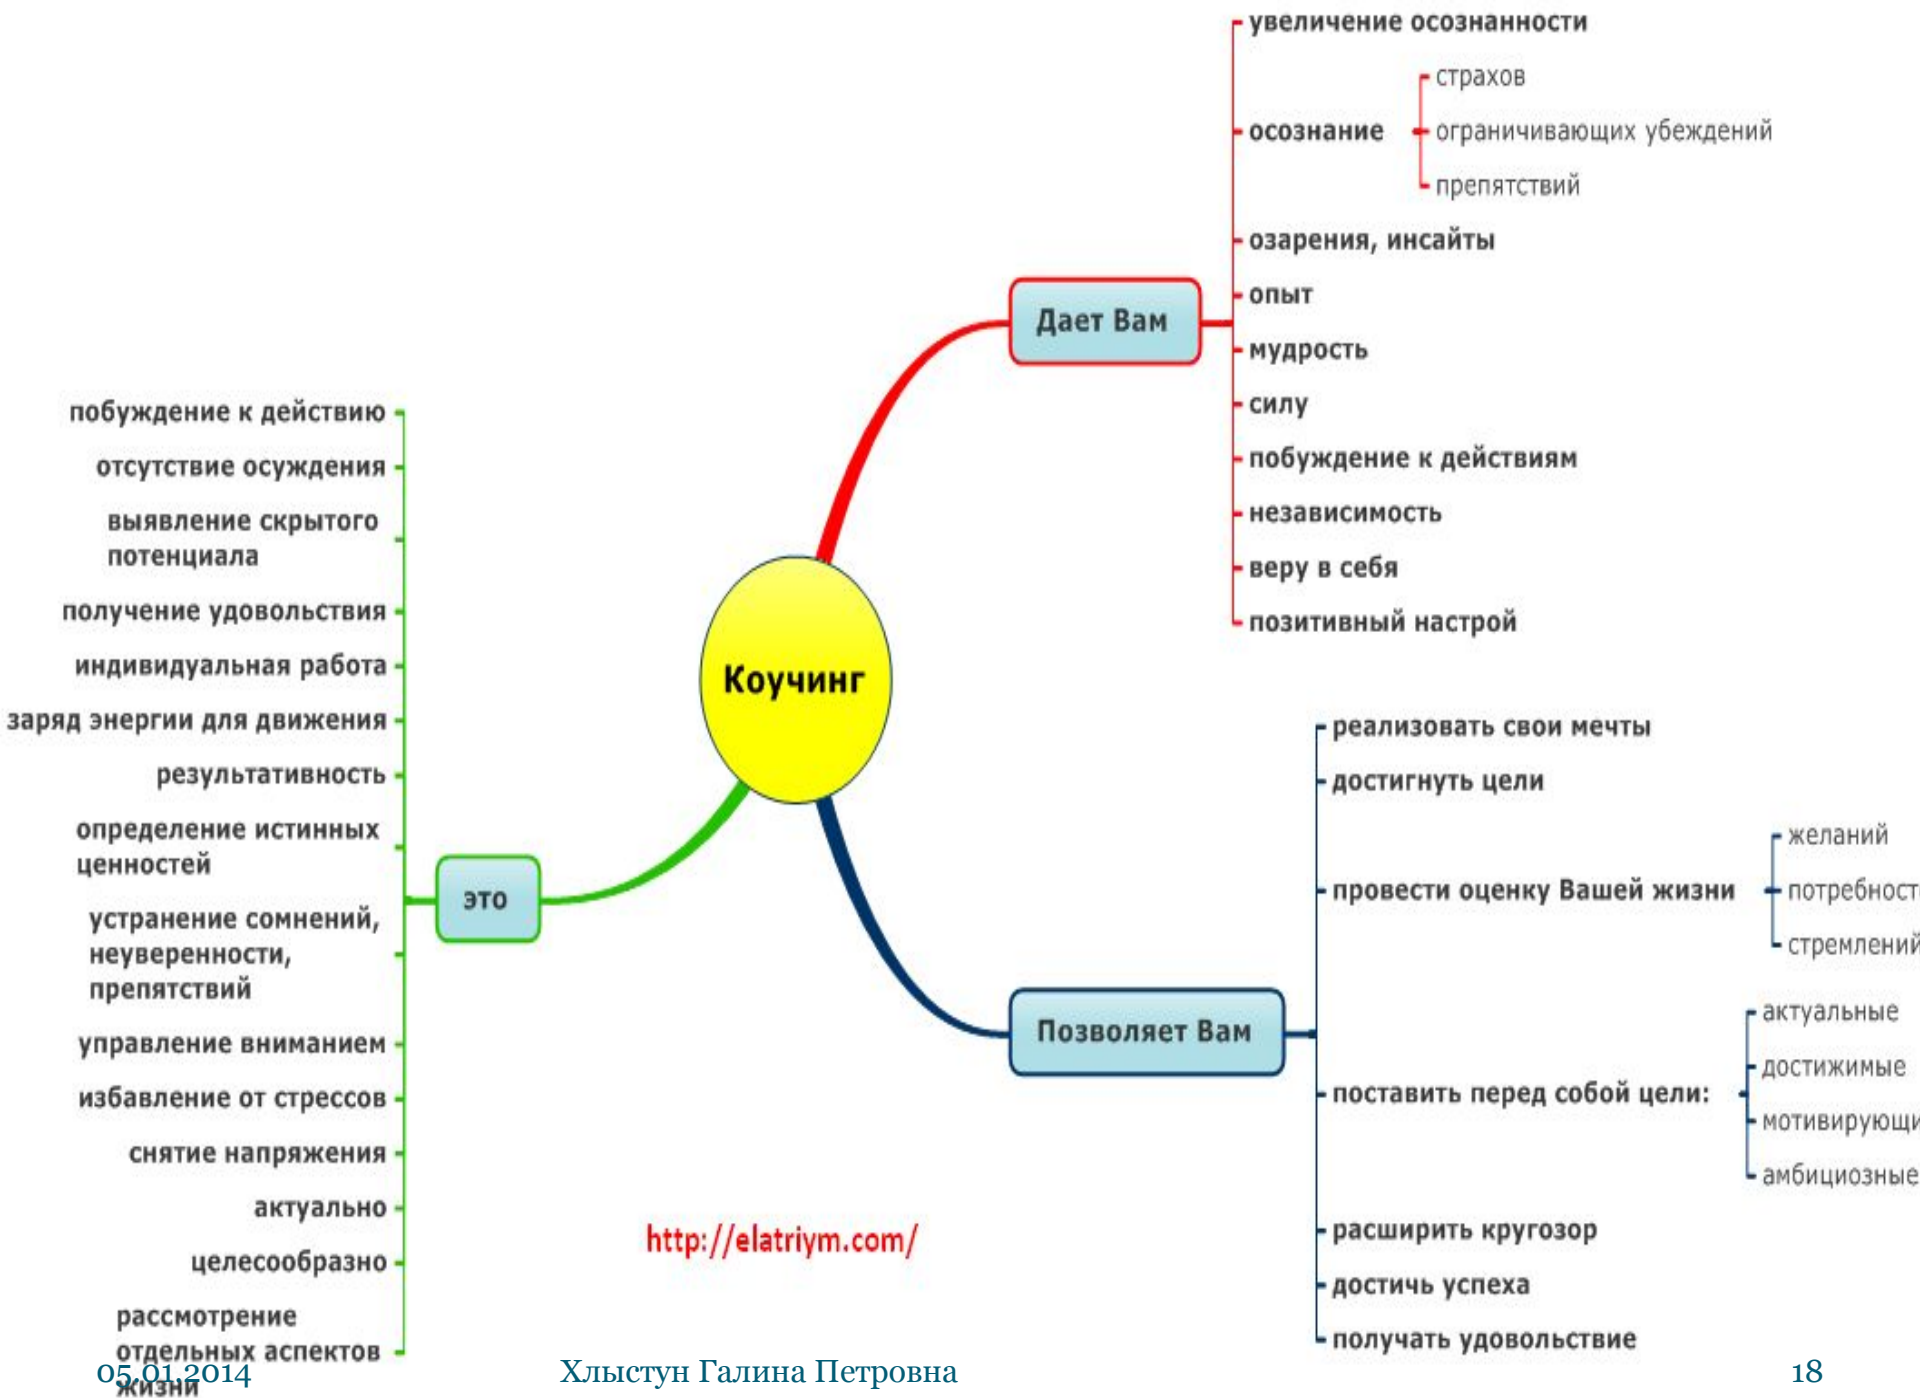 увеличение осознанности
осознание
страхов
ограничивающих убеждений
препятствий
озарения, инсайты
опыт
мудрость
силу
побуждение к действиям
независимость
веру в себя
позитивный настрой
Дает Вам
Коучинг
побуждение к действию
отсутствие осуждения
выявление скрытого
потенциала
получение удовольствия
индивидуальная работа
заряд энергии для движения
результативность
определение истинных
ценностей
устранение сомнений,
неуверенности,
препятствий
управление вниманием
избавление от стрессов
снятие напряжения
актуально
целесообразно
рассмотрение
отдельных аспектов
жизни
это
Позволяет Вам
реализовать свои мечты
достигнуть цели
провести оценку Вашей жизни
желаний
потребност
стремлений
поставить перед собой цели:
актуальные
достижимые
мотивирующи
амбициозные
расширить кругозор
достичь успеха
получать удовольствие
http://elatriym.com/
05.01.2014
Хлыстун Галина Петровна
18